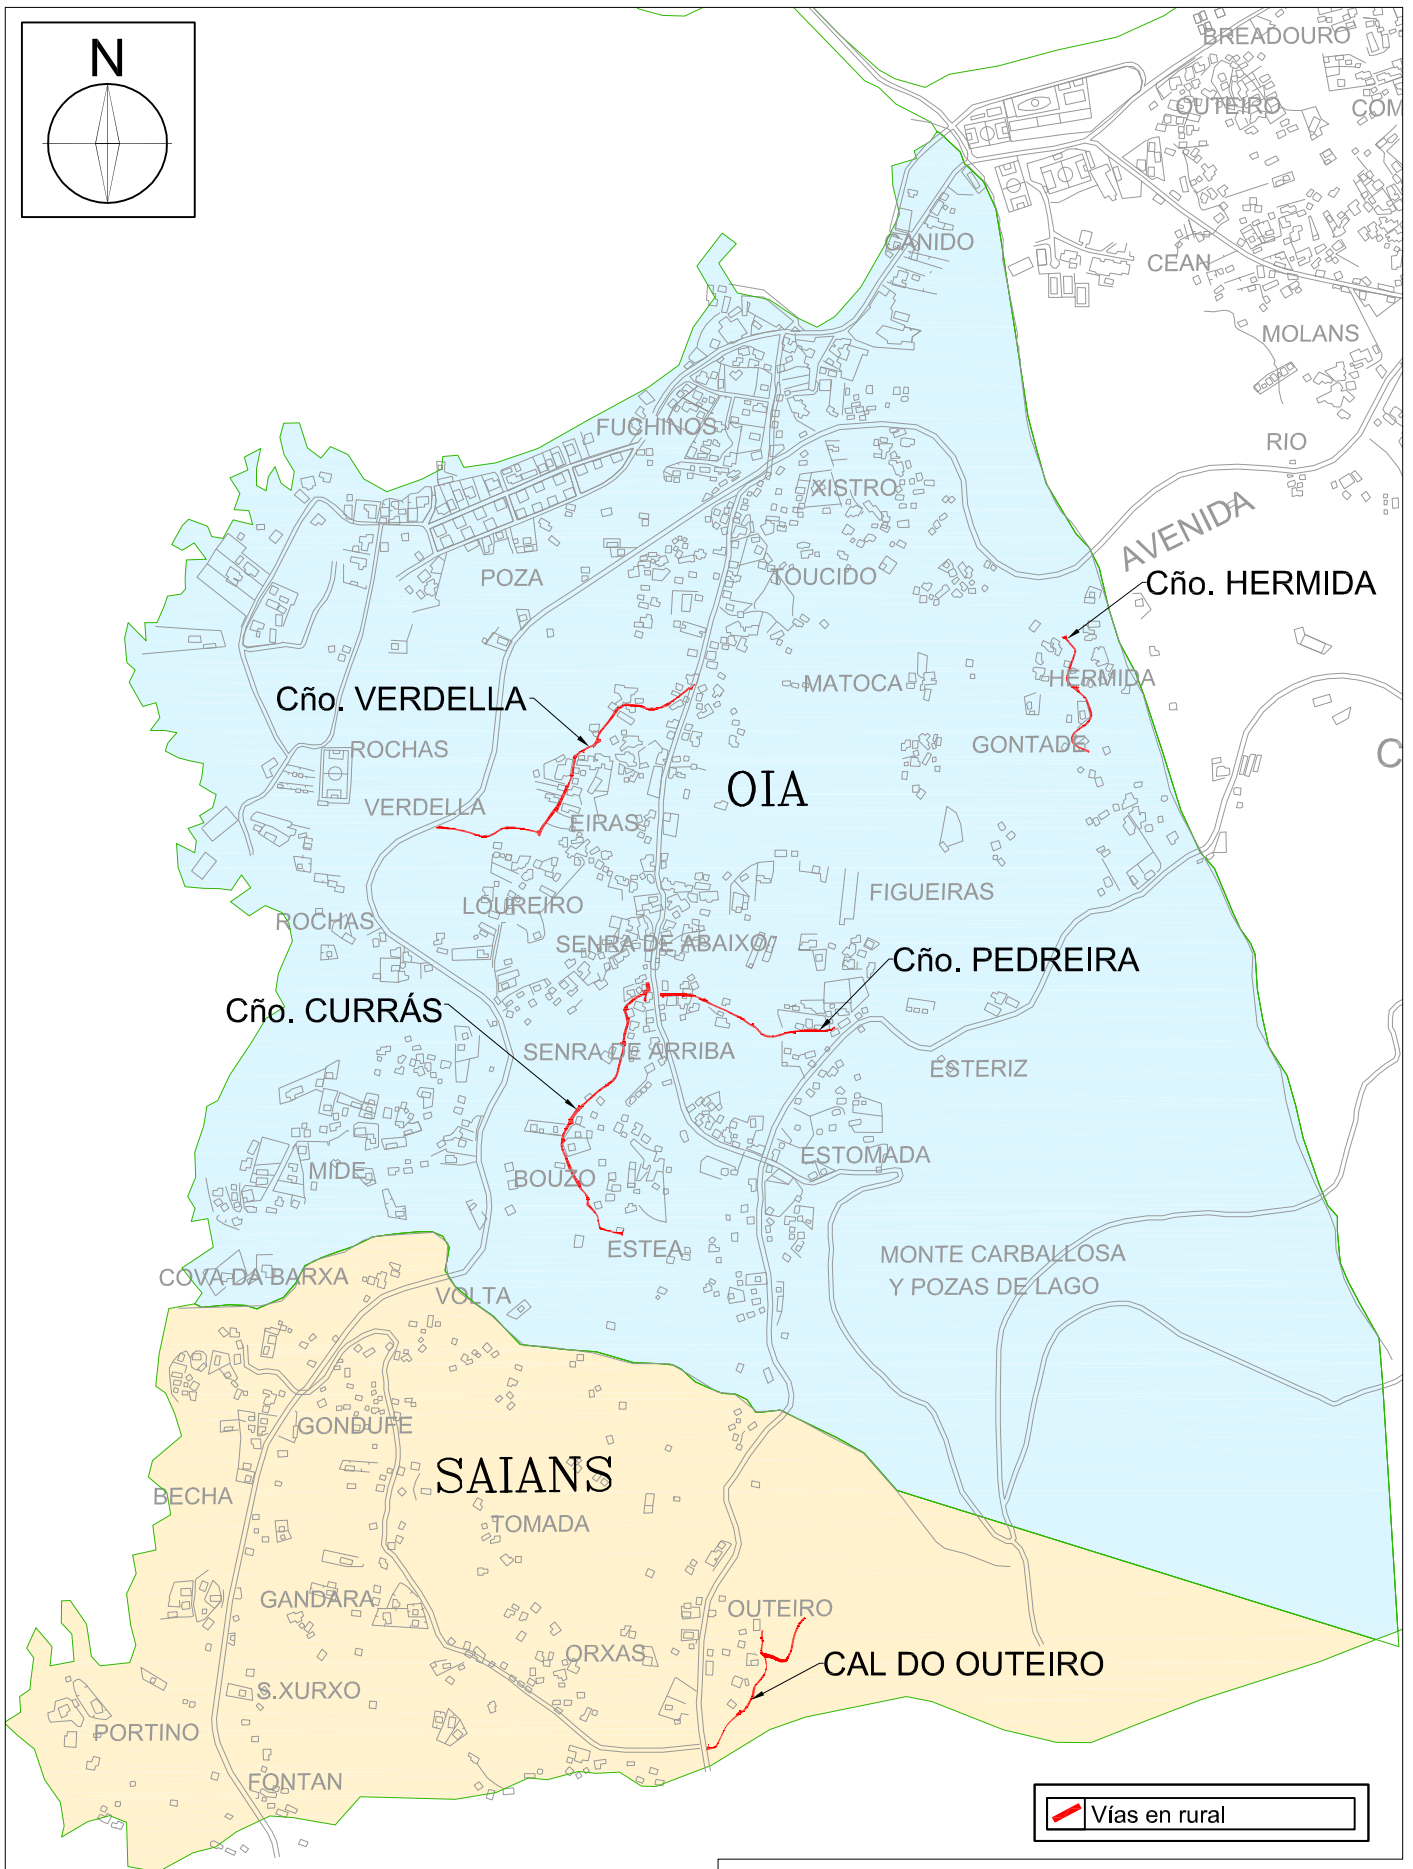 N
BREADOURO
OUTEIRO
COM
CANIDO
CEAN
MOLANS
FUCHINOS
RIO
XISTRO
AVENIDA
POZA
TOUCIDO
Cño. HERMIDA
HERMIDA
MATOCA
Cño. VERDELLA
ROCHAS
GONTADE
C
OIA
VERDELLA
EIRAS
FIGUEIRAS
LOUREIRO
ROCHAS
SENRA DE ABAIXO
Cño. PEDREIRA
Cño. CURRÁS
SENRA DE ARRIBA
ESTERIZ
ESTOMADA
MIDE
BOUZO
ESTEA
MONTE CARBALLOSA
Y POZAS DE LAGO
COVA DA BARXA
VOLTA
GONDUFE
SAIANS
BECHA
TOMADA
GANDARA
OUTEIRO
ORXAS
CAL DO OUTEIRO
S.XURXO
PORTINO
FONTAN
Vías en rural